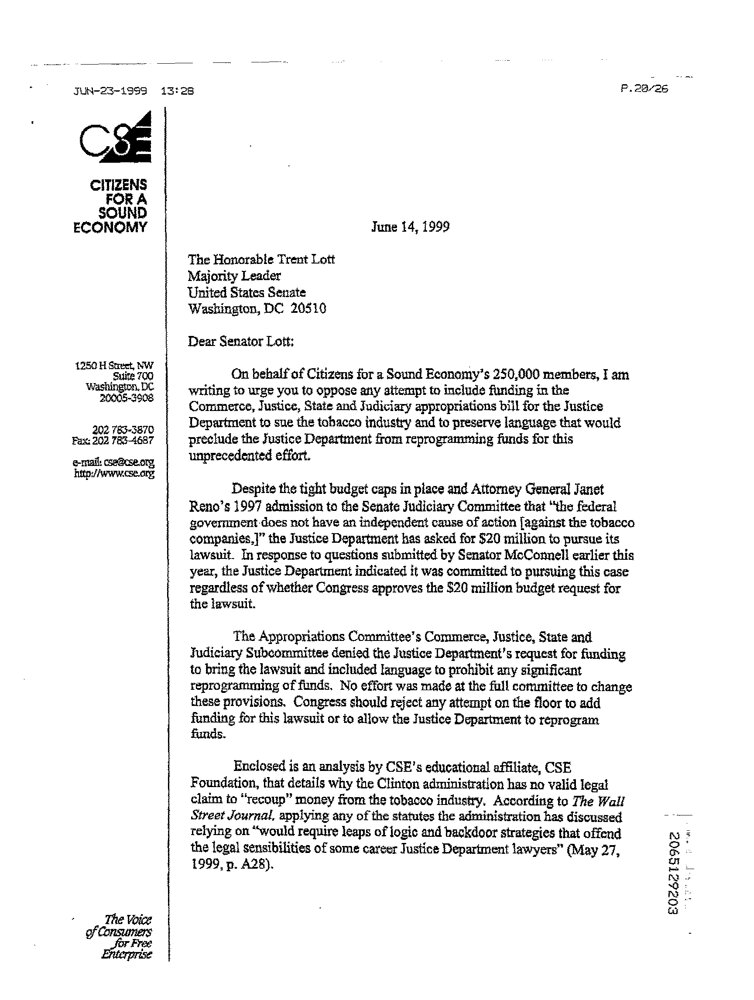 JUN-23-1999 13:28 P.20/26
CSE
CITIZENS
FOR A
SOUND
ECONOMY
June 14, 1999
The Honorable Trent Lott
Majority Leader
United States Senate
Washington, DC 20510
Dear Senator Lott:
1250 H Street, NW
Suite 700
Washington, DC
20005-3908
202 783-3870
Fax: 202 783-4687
e-mail: cse@cse.org
http://www.cse.org
On behalf of Citizens for a Sound Economy's 250,000 members, I am
writing to urge you to oppose any attempt to include funding in the
Commerce, Justice, State and Judiciary appropriations bill for the Justice
Department to sue the tobacco industry and to preserve language that would
preclude the Justice Department from reprogramming funds for this
unprecedented effort.
Despite the tight budget caps in place and Attorney General Janet
Reno's 1997 admission to the Senate Judiciary Committee that "the federal
government does not have an independent cause of action [against the tobacco
companies,]" the Justice Department has asked for $20 million to pursue its
lawsuit. In response to questions submitted by Senator McConnell earlier this
year, the Justice Department indicated it was committed to pursuing this case
regardless of whether Congress approves the $20 million budget request for
the lawsuit.
The Appropriations Committee's Commerce, Justice, State and
Judiciary Subcommittee denied the Justice Department's request for funding
to bring the lawsuit and included language to prohibit any significant
reprogramming of funds. No effort was made at the full committee to change
these provisions. Congress should reject any attempt on the floor to add
funding for this lawsuit or to allow the Justice Department to reprogram
funds.
Enclosed is an analysis by CSE's educational affiliate, CSE
Foundation, that details why the Clinton administration has no valid legal
claim to "recoup" money from the tobacco industry. According to The Wall
Street Journal, applying any of the statutes the administration has discussed
relying on "would require leaps of logic and backdoor strategies that offend
the legal sensibilities of some career Justice Department lawyers" (May 27,
1999, p. A28).
The Voice
of Consumers
for Free
Enterprise
2065129203